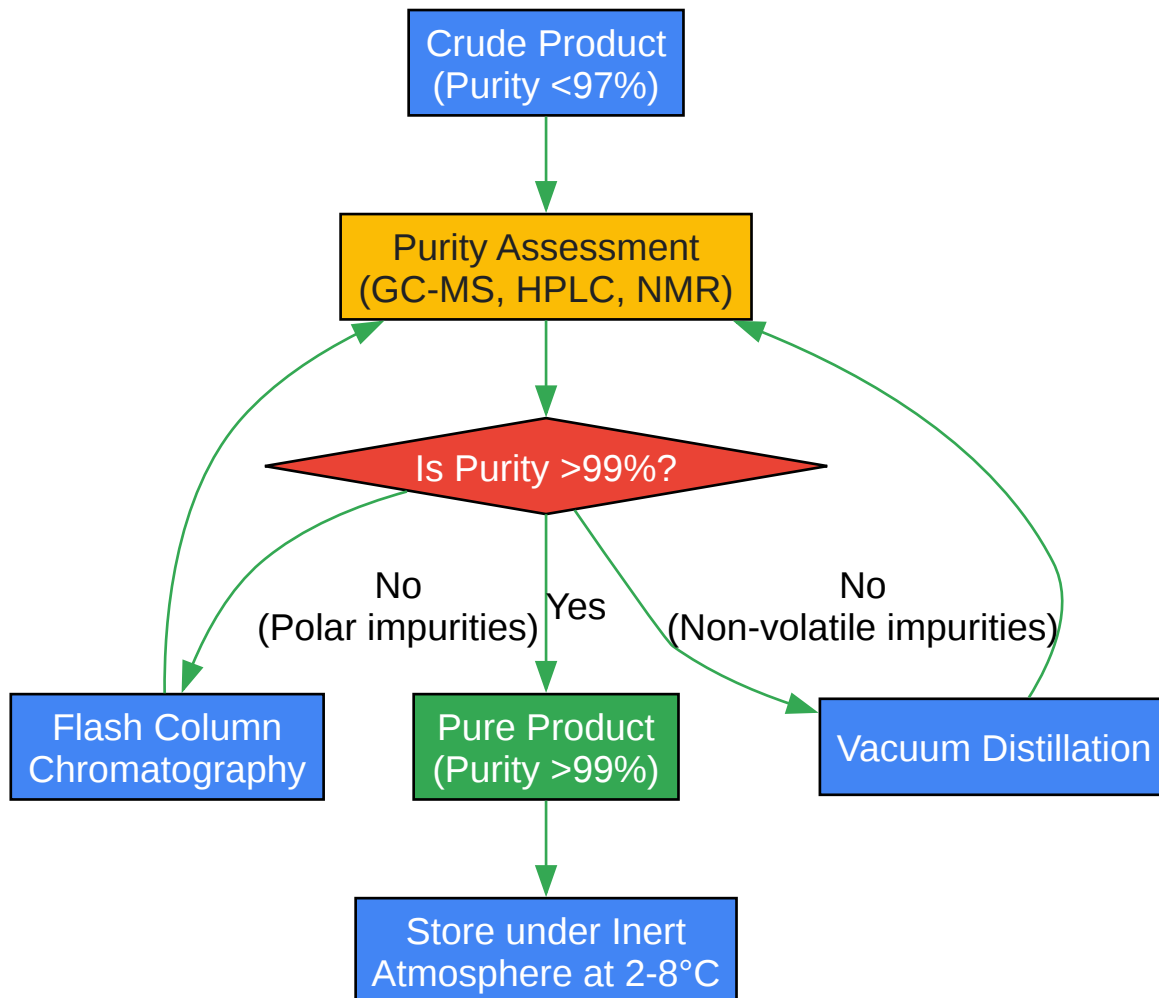 Crude Product
(Purity <97%)
Purity Assessment
(GC-MS, HPLC, NMR)
Is Purity >99%?
No
(Polar impurities)
Yes
No
(Non-volatile impurities)
Flash Column
Chromatography
Pure Product
(Purity >99%)
Vacuum Distillation
Store under Inert
Atmosphere at 2-8°C